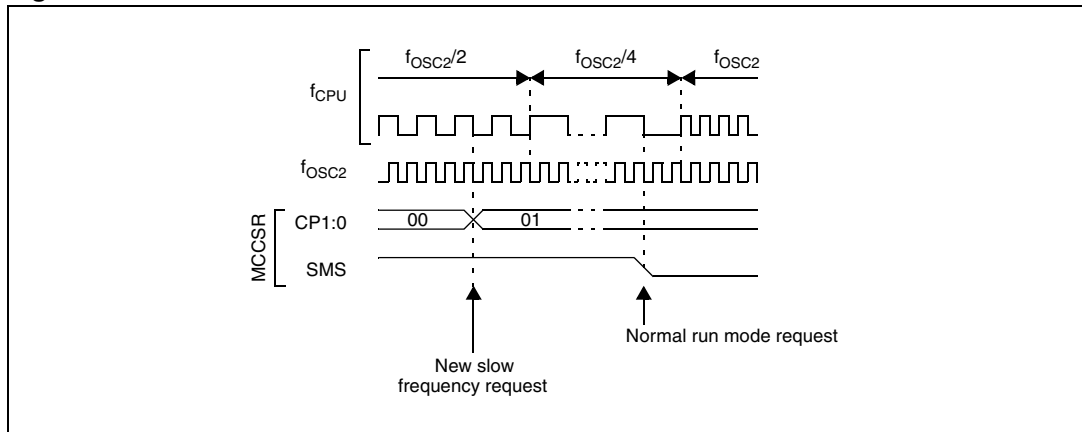 fOSC2/2
fOSC2/4
fOSC2
fCPU
fOSC2
MCCSR
CP1:0
00
01
SMS
Normal run mode request
New slow
frequency request